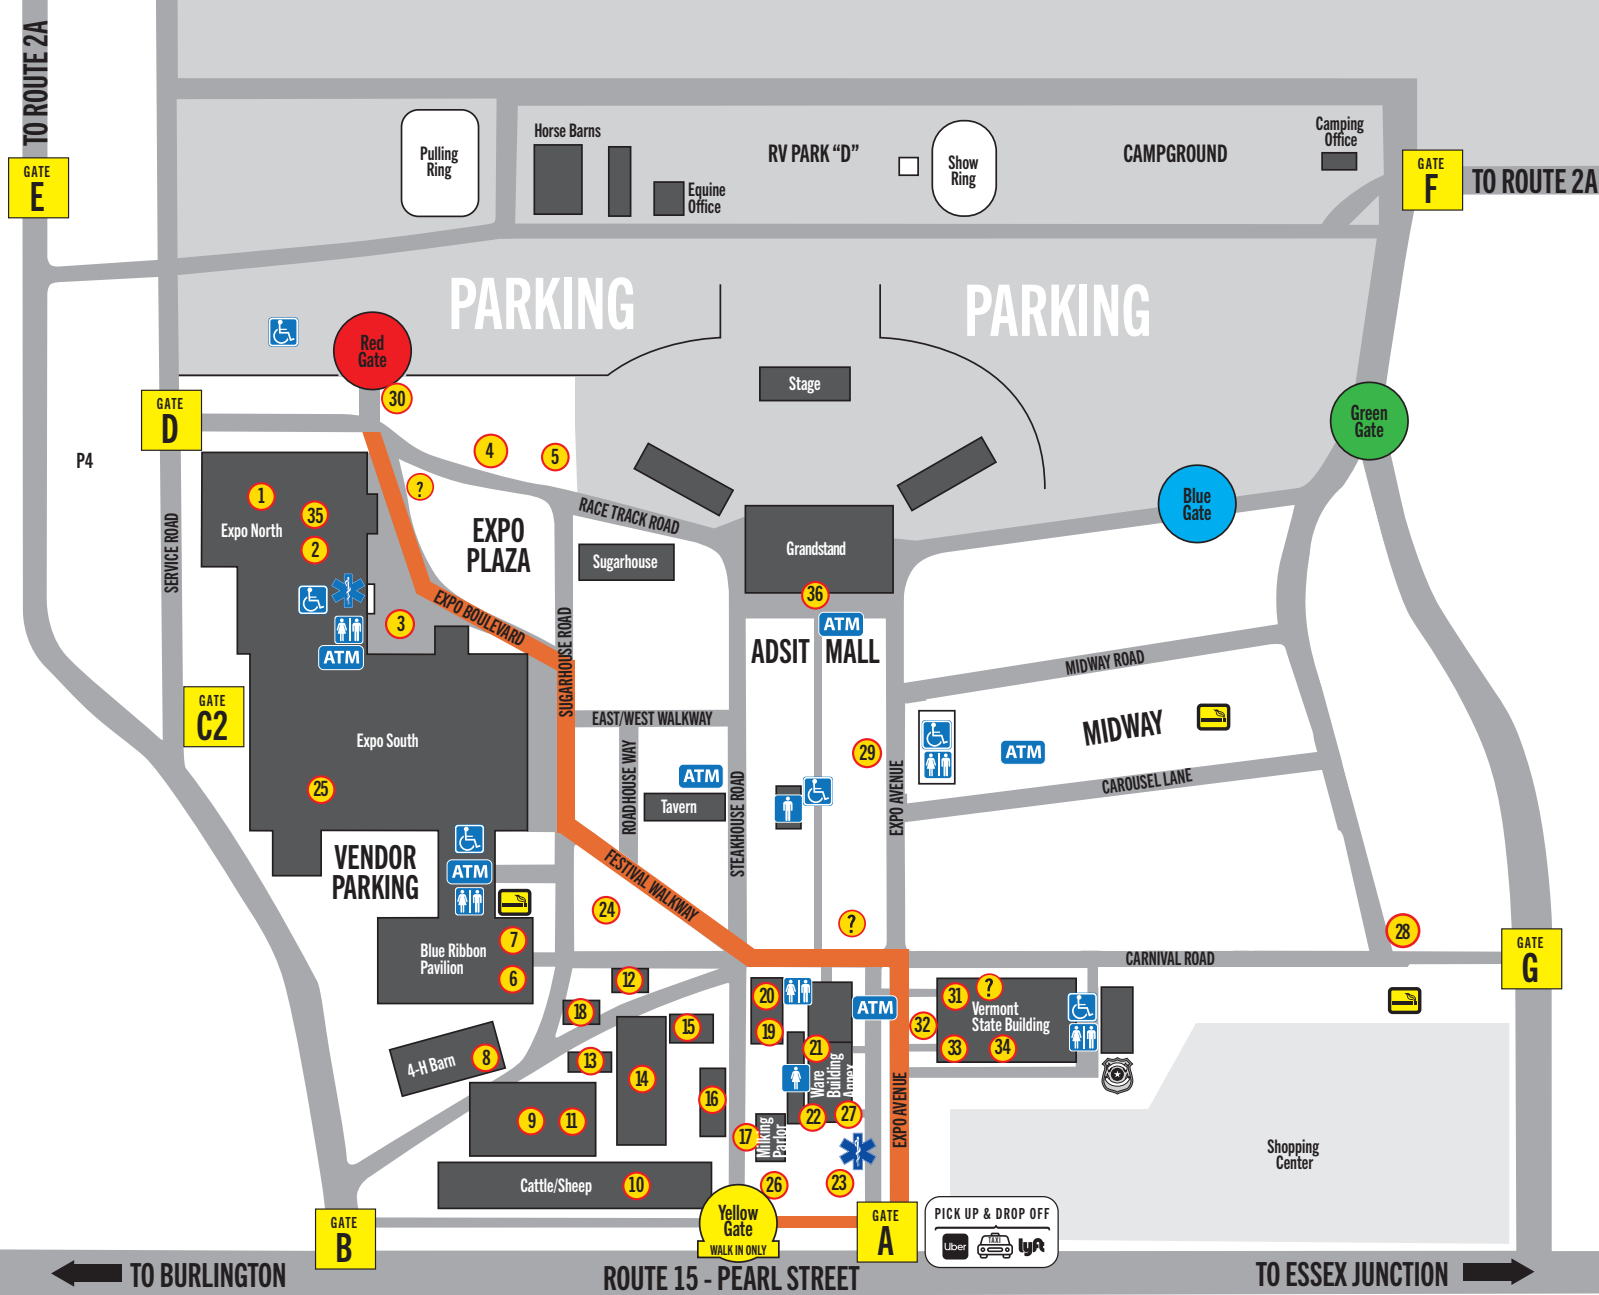 TO ROUTE 2A
GATE
E
Pulling
Ring
Horse Barns
Equine
Office
RV PARK “D”
Show
Ring
CAMPGROUND
Camping
Office
GATE
F
TO ROUTE 2A
PARKING
PARKING
Red
Gate
30
Stage
GATE
D
Green
Gate
P4
4
5
?
1
35
Expo North
2
EXPO
PLAZA
RACE TRACK ROAD
Sugarhouse
Grandstand
36
Blue
Gate
SERVICE ROAD
3
ATM
EXPO BOULEVARD
SUGARHOUSE ROAD
ATM
ADSIT MALL
MIDWAY ROAD
GATE
C2
Expo South
25
EAST/WEST WALKWAY
ROADHOUSE WAY
ATM
Tavern
STEAKHOUSE ROAD
29
EXPO AVENUE
ATM
MIDWAY
CAROUSEL LANE
VENDOR
PARKING
ATM
FESTIVAL WALKWAY
24
?
28
Blue Ribbon
Pavilion
7
6
CARNIVAL ROAD
GATE
G
12
18
15
13
14
16
4-H Barn
8
9
11
20
19
ATM
21
Ware
Building
Annex
22
27
17
Milking
Parlor
31
?
Vermont
State Building
32
33
34
EXPO AVENUE
Cattle/Sheep
10
26
23
Shopping
Center
GATE
B
Yellow
Gate
WALK IN ONLY
GATE
A
PICK UP & DROP OFF
Uber
TAXI
lyft
TO BURLINGTON
ROUTE 15 - PEARL STREET
TO ESSEX JUNCTION